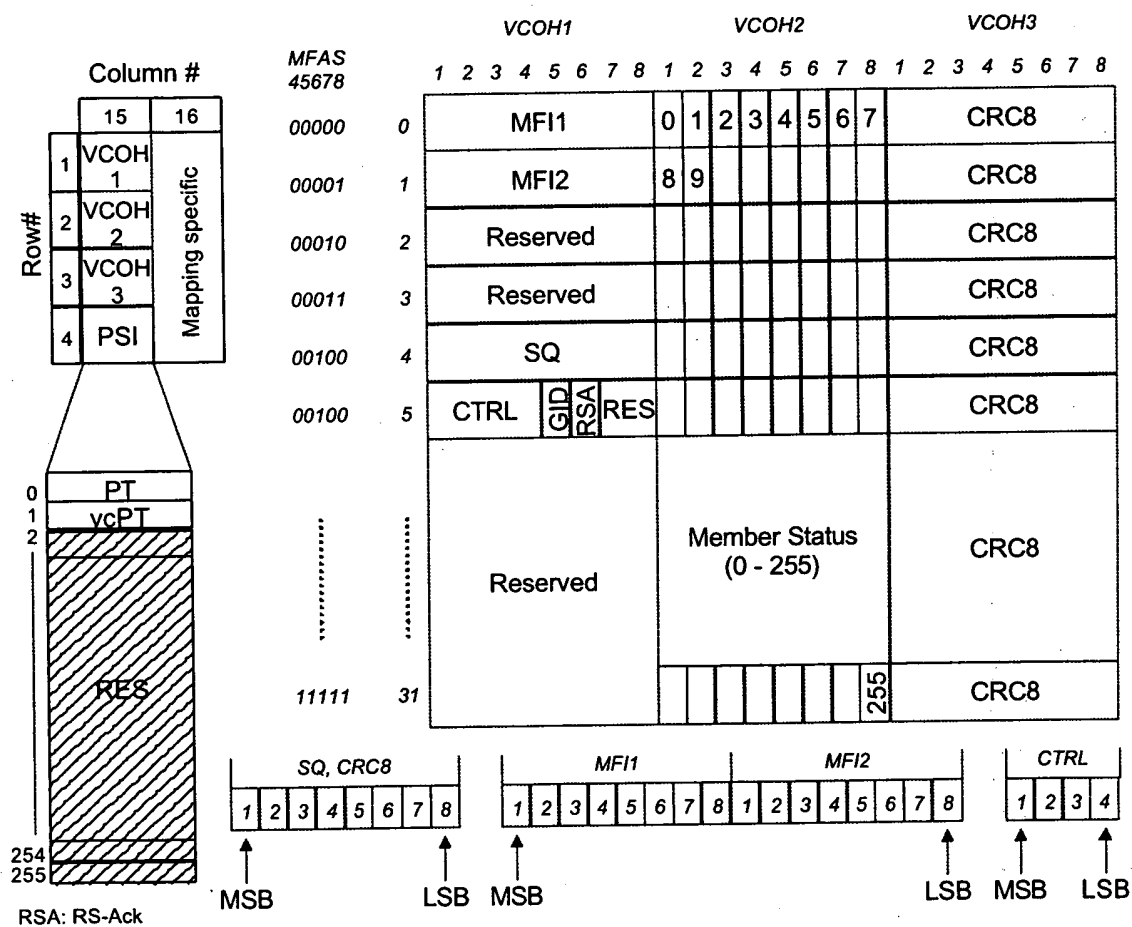 VCOH1 VCOH2 VCOH3
MFAS
45678
1 2 3 4 5 6 7 8 1 2 3 4 5 6 7 8 1 2 3 4 5 6 7 8
Column #
15 16
Row#
1 VCOH
1
2 VCOH
2
3 VCOH
3
4 PSI
Mapping specific
00000 0 MFI1 0 1 2 3 4 5 6 7 CRC8
00001 1 MFI2 8 9 CRC8
00010 2 Reserved CRC8
00011 3 Reserved CRC8
00100 4 SQ CRC8
00100 5 CTRL GID RSA RES CRC8
Reserved
Member Status
(0 - 255)
CRC8
11111 31 255 CRC8
0 PT
1 vcPT
2
RES
254
255
RSA: RS-Ack
SQ, CRC8
1 2 3 4 5 6 7 8
MSB LSB
MFI1 MFI2
1 2 3 4 5 6 7 8 1 2 3 4 5 6 7 8
MSB LSB
CTRL
1 2 3 4
MSB LSB